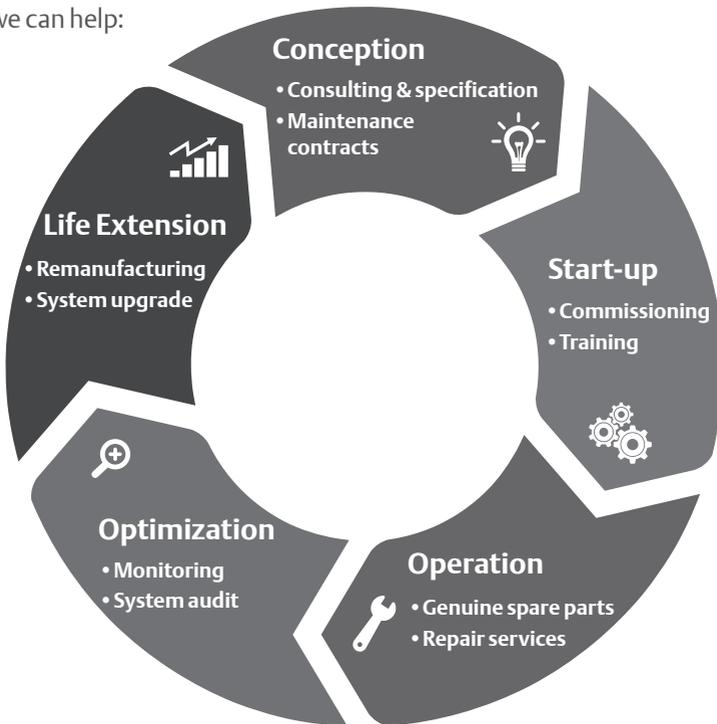 we can help:
Conception
• Consulting & specification
• Maintenance
contracts
Start-up
• Commissioning
• Training
Operation
• Genuine spare parts
• Repair services
Optimization
• Monitoring
• System audit
Life Extension
• Remanufacturing
• System upgrade